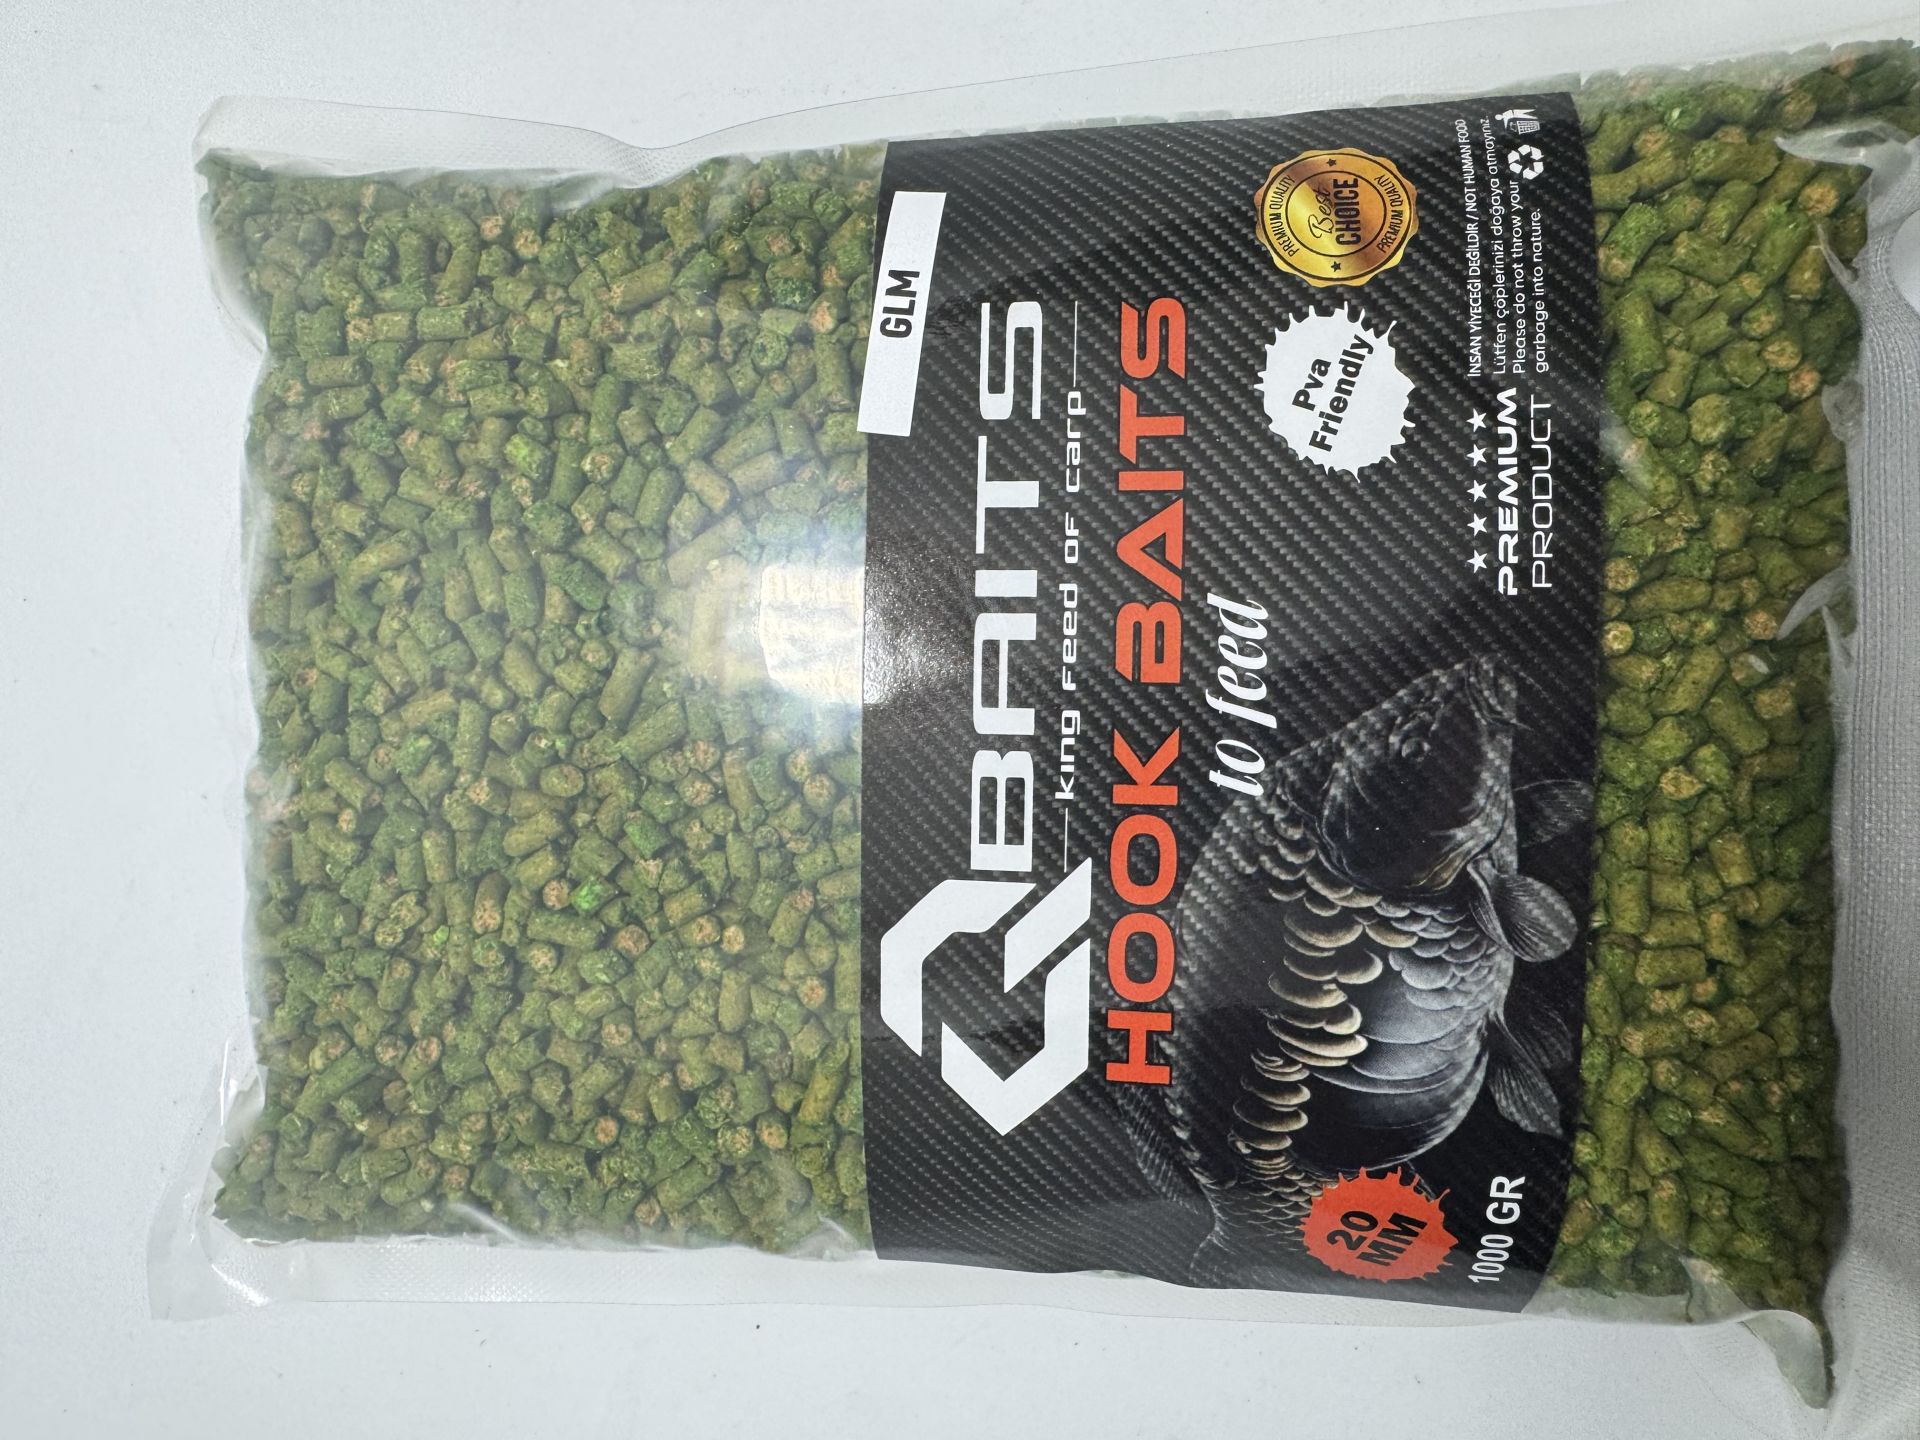 GLM
BAITS
king feed of carp
HOOK BAITS
to feed
PREMIUM QUALITY
Best
CHOICE
PREMIUM QUALITY
Pva
Friendly
20
MM
1000 GR
PREMIUM
PRODUCT
İNSAN YİYECEĞİ DEĞİLDİR / NOT HUMAN FOOD
Lütfen çöplerinizi doğaya atmayınız.
Please do not throw your
garbage into nature.